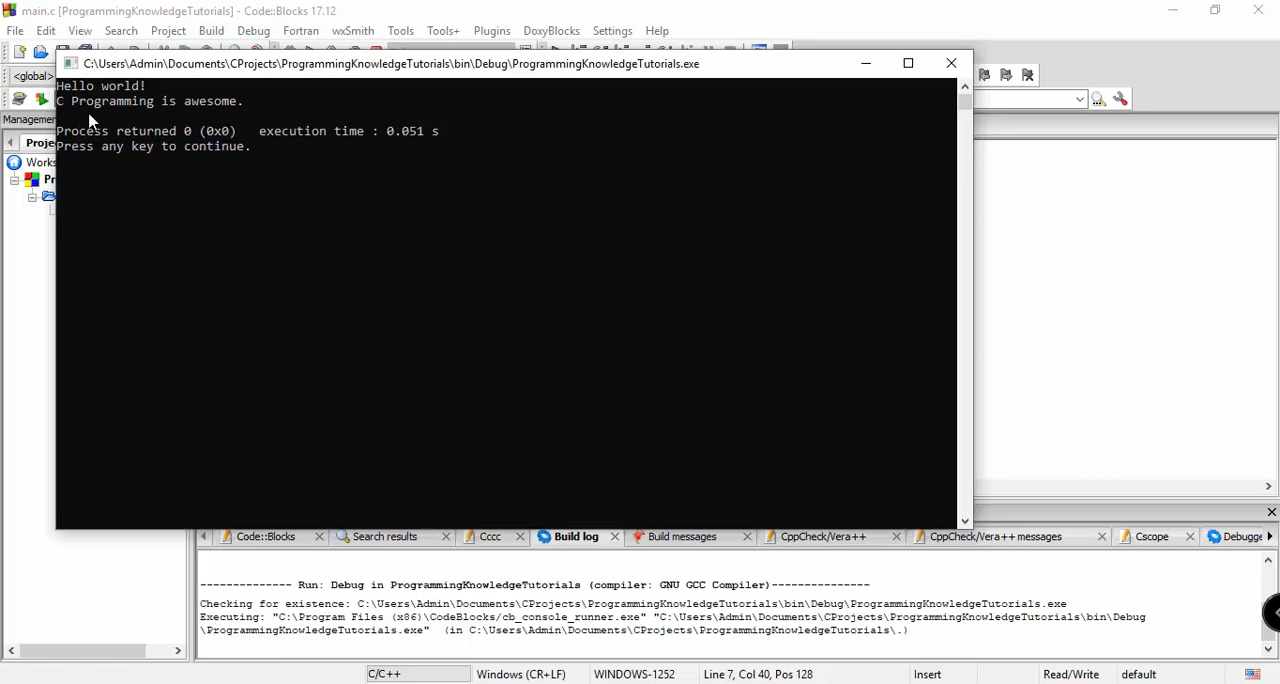 main.c [ProgrammingKnowledgeTutorials] - Code::Blocks 17.12
File Edit View Search Project Build Debug Fortran wxSmith Tools Tools+ Plugins DoxyBlocks Settings Help
C:\Users\Admin\Documents\CProjects\ProgrammingKnowledgeTutorials\bin\Debug\ProgrammingKnowledgeTutorials.exe
<global>
Hello world!
C Programming is awesome.
Managemen
Process returned 0 (0x0) execution time : 0.051 s
Proje
Press any key to continue.
Works
Pr
Code::Blocks Search results Cccc Build log Build messages CppCheck/Vera++ CppCheck/Vera++ messages Cscope Debugge
-------------- Run: Debug in ProgrammingKnowledgeTutorials (compiler: GNU GCC Compiler)---------------
Checking for existence: C:\Users\Admin\Documents\CProjects\ProgrammingKnowledgeTutorials\bin\Debug\ProgrammingKnowledgeTutorials.exe
Executing: "C:\Program Files (x86)\CodeBlocks/cb_console_runner.exe" "C:\Users\Admin\Documents\CProjects\ProgrammingKnowledgeTutorials\bin\Debug
\ProgrammingKnowledgeTutorials.exe" (in C:\Users\Admin\Documents\CProjects\ProgrammingKnowledgeTutorials\.)
C/C++ Windows (CR+LF) WINDOWS-1252 Line 7, Col 40, Pos 128 Insert Read/Write default